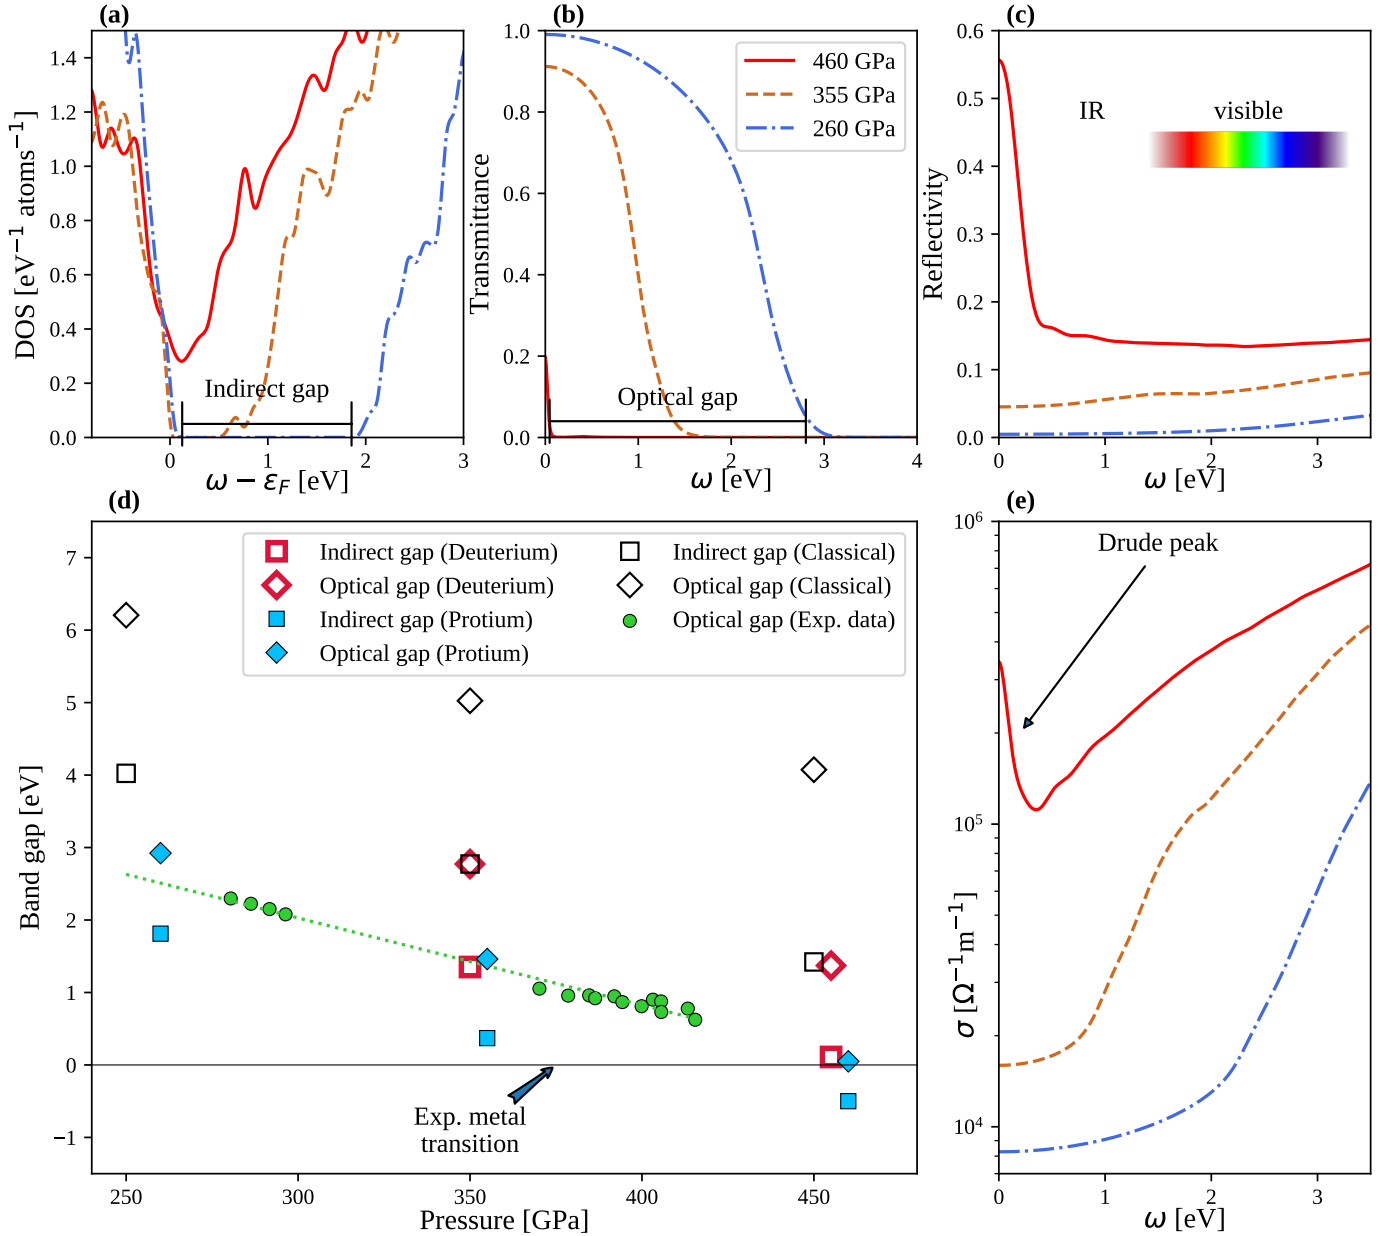 (a)
DOS [eV⁻¹ atoms⁻¹]
1.4
1.2
1.0
0.8
0.6
0.4
0.2
0.0
Indirect gap
0 1 2 3
ω − εF [eV]
(b)
Transmittance
1.0
0.8
0.6
0.4
0.2
0.0
460 GPa
355 GPa
260 GPa
Optical gap
0 1 2 3 4
ω [eV]
(c)
Reflectivity
0.6
0.5
0.4
0.3
0.2
0.1
0.0
IR visible
0 1 2 3
ω [eV]
(d)
Band gap [eV]
7
6
5
4
3
2
1
0
−1
Indirect gap (Deuterium)
Optical gap (Deuterium)
Indirect gap (Protium)
Optical gap (Protium)
Indirect gap (Classical)
Optical gap (Classical)
Optical gap (Exp. data)
Exp. metal
transition
250 300 350 400 450
Pressure [GPa]
(e)
σ [Ω⁻¹m⁻¹]
10⁶
10⁵
10⁴
Drude peak
0 1 2 3
ω [eV]